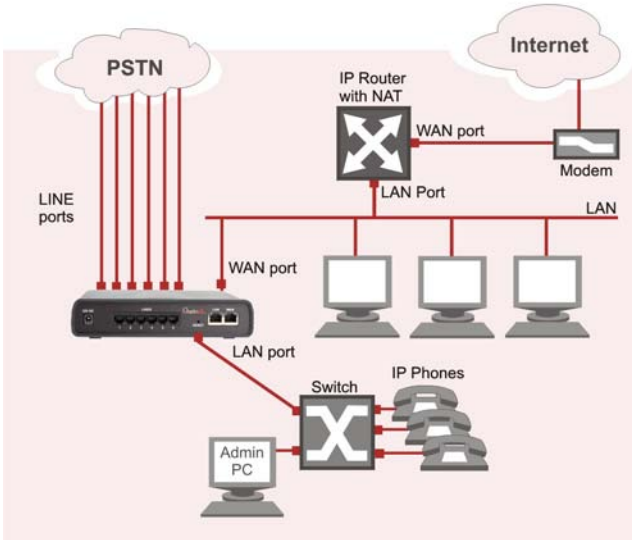 PSTN
Internet
IP Router
with NAT
WAN port
Modem
LAN Port
LINE
ports
LAN
WAN port
LAN port
Switch
IP Phones
Admin
PC